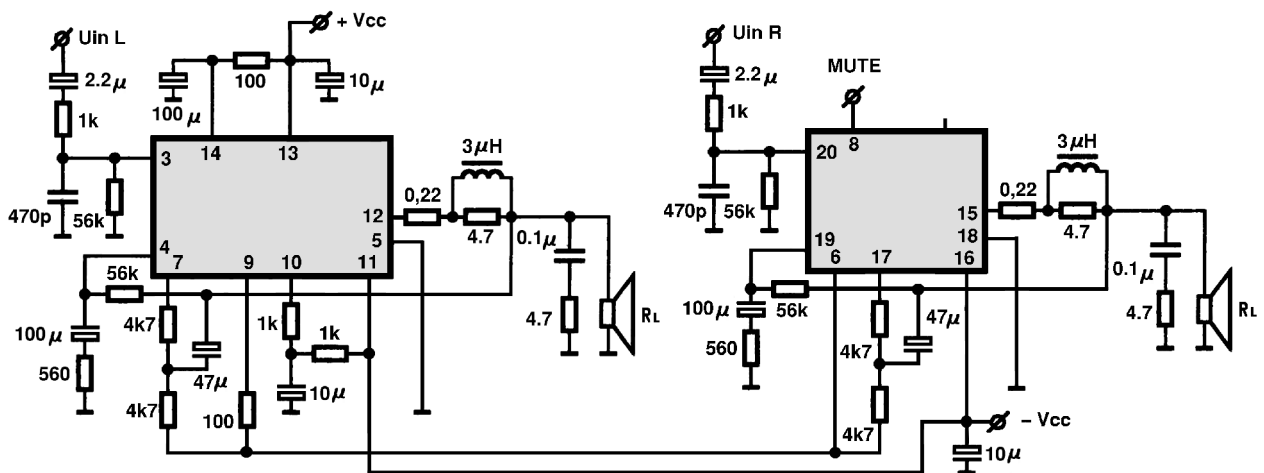 Uin L
+ Vcc
2.2µ
1k
100µ
100
10µ
3
14
13
470p
56k
12
0,22
3µH
4.7
0.1µ
5
4
7
9
10
11
56k
100µ
560
4k7
47µ
4k7
100
1k
1k
10µ
4.7
RL
Uin R
MUTE
2.2µ
1k
20
8
470p
56k
15
0,22
3µH
4.7
18
19
6
17
16
0.1µ
100µ
56k
560
4k7
47µ
4k7
4.7
RL
– Vcc
10µ